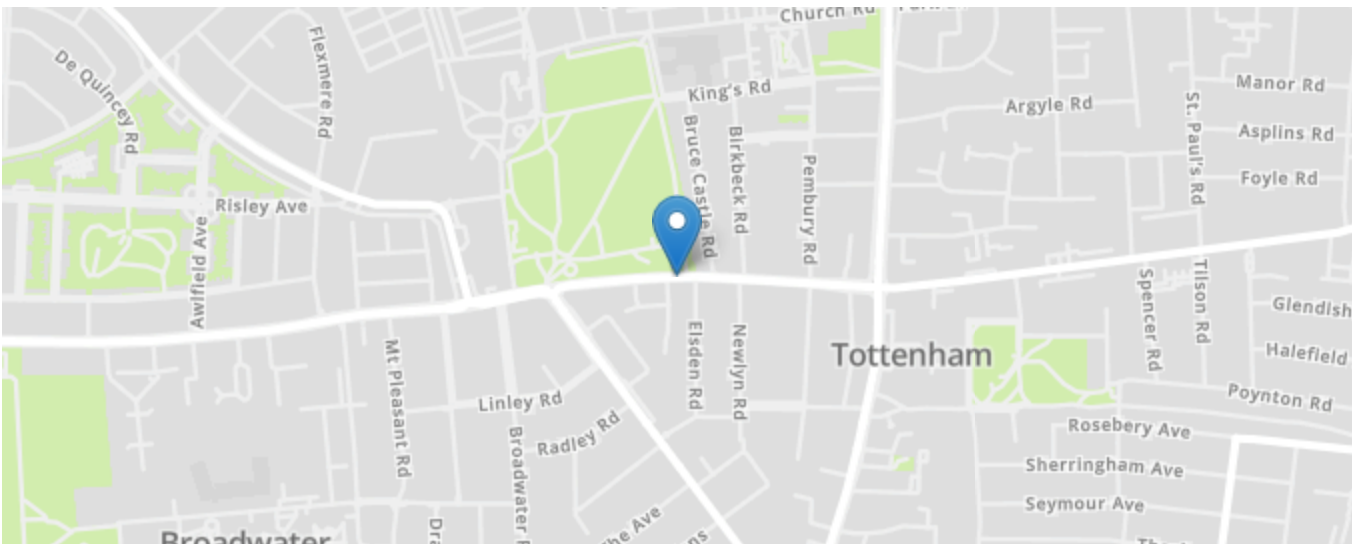 Church Rd
De Quincey Rd
Flexmere Rd
King's Rd
Manor Rd
Argyle Rd
St. Paul's Rd
Asplins Rd
Bruce Castle Rd
Birkbeck Rd
Pembury Rd
Foyle Rd
Risley Ave
Awlfield Ave
Spencer Rd
Tilson Rd
Glendish
Elsden Rd
Newlyn Rd
Mt Pleasant Rd
Tottenham
Halefield
Poynton Rd
Linley Rd
Radley Rd
Broadwater
Rosebery Ave
Sherringham Ave
Seymour Ave
The Ave
Broadwater